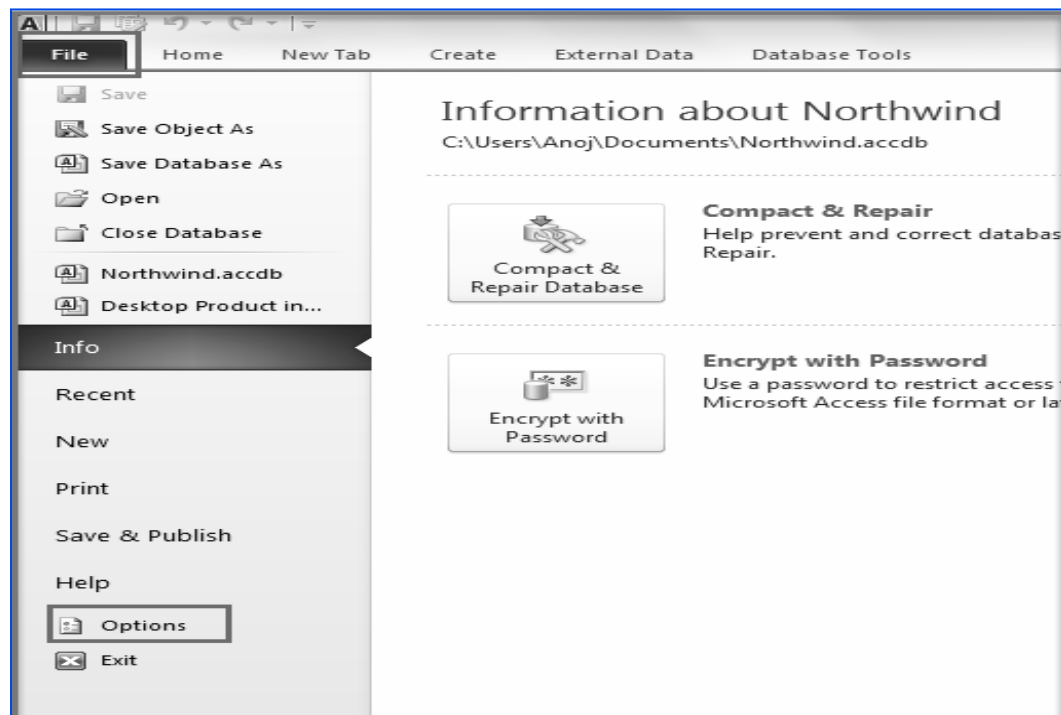 A
File Home New Tab Create External Data Database Tools
Save
Save Object As
Save Database As
Open
Close Database
Northwind.accdb
Desktop Product in...
Info
Recent
New
Print
Save & Publish
Help
Options
Exit
Information about Northwind
C:\Users\Anoj\Documents\Northwind.accdb
Compact &
Repair Database
Compact & Repair
Help prevent and correct databas
Repair.
Encrypt with
Password
Encrypt with Password
Use a password to restrict access
Microsoft Access file format or la